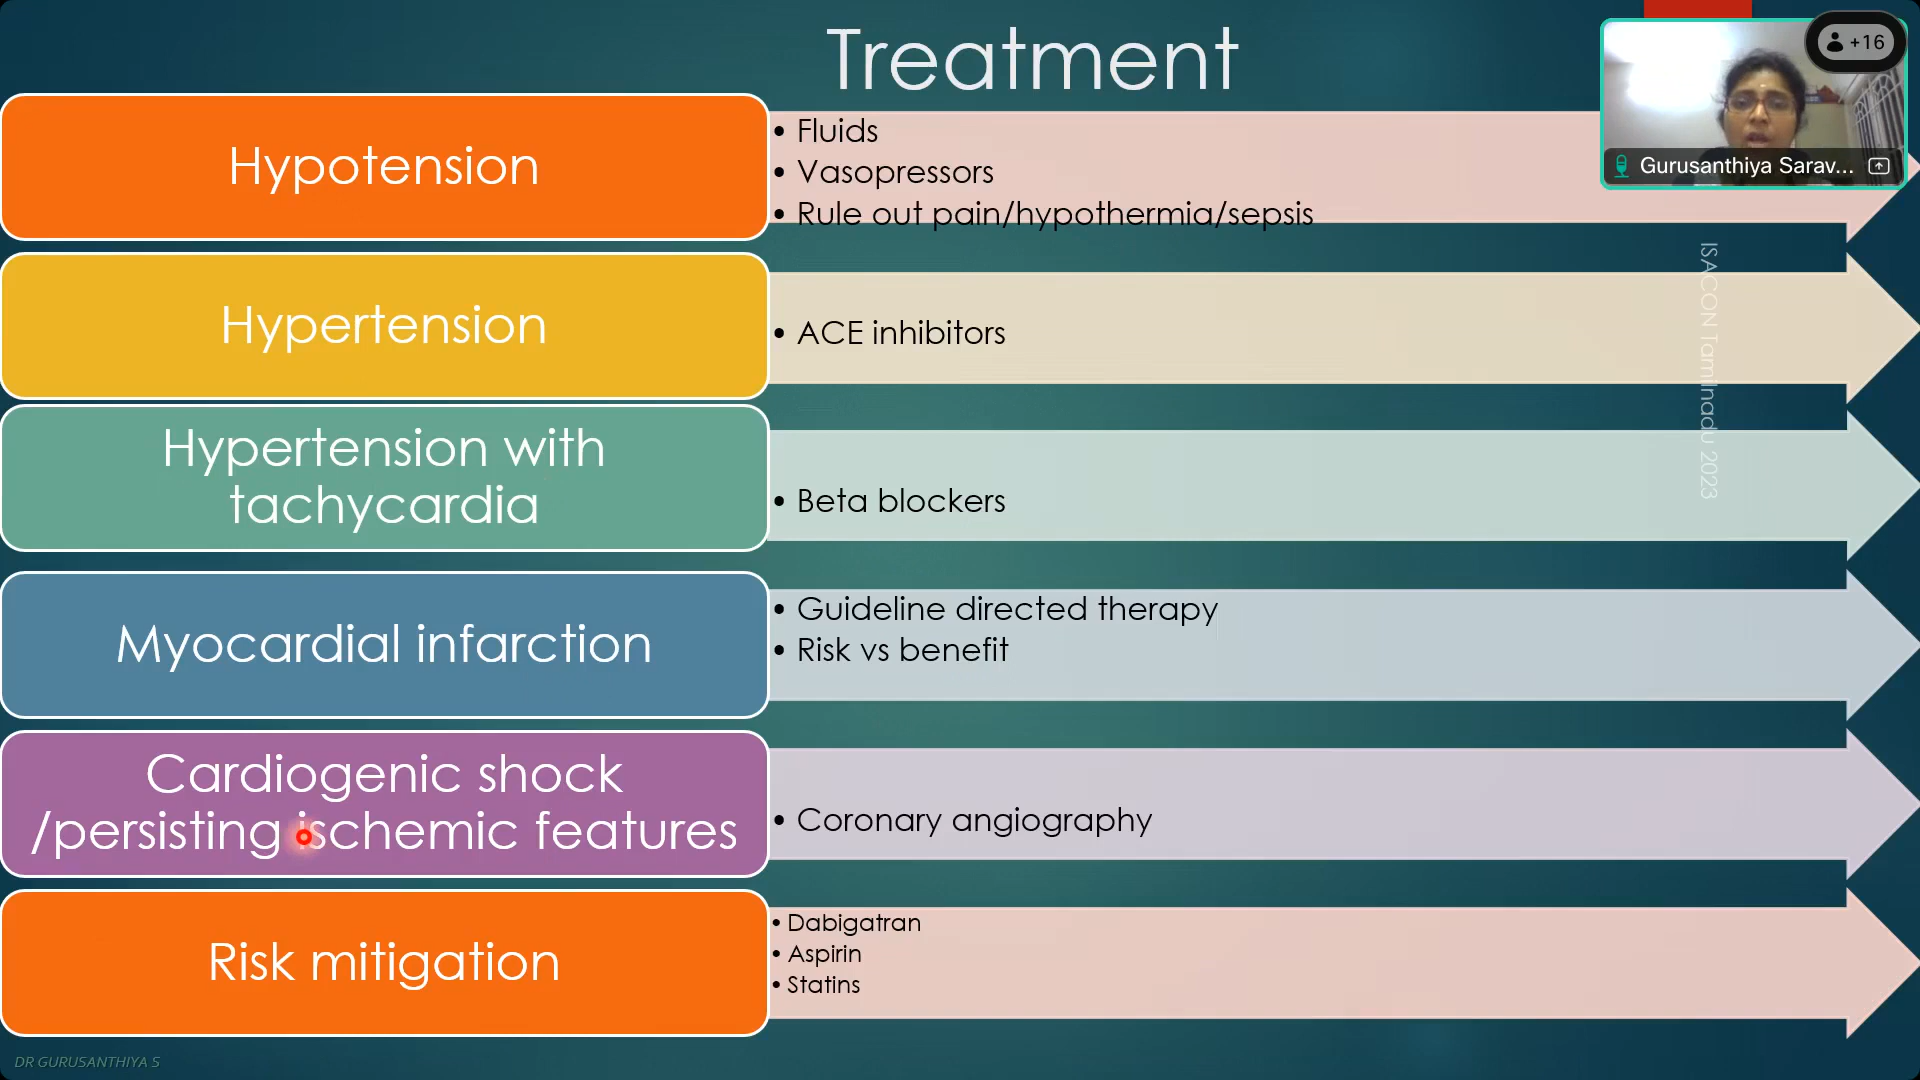 Treatment
+16
Gurusanthiya Sarav...
Hypotension
• Fluids
• Vasopressors
• Rule out pain/hypothermia/sepsis
Hypertension
• ACE inhibitors
ISACON Tamilnadu 2023
Hypertension with
tachycardia
• Beta blockers
Myocardial infarction
• Guideline directed therapy
• Risk vs benefit
Cardiogenic shock
/persisting ischemic features
• Coronary angiography
Risk mitigation
• Dabigatran
• Aspirin
• Statins
DR GURUSANTHIYA S